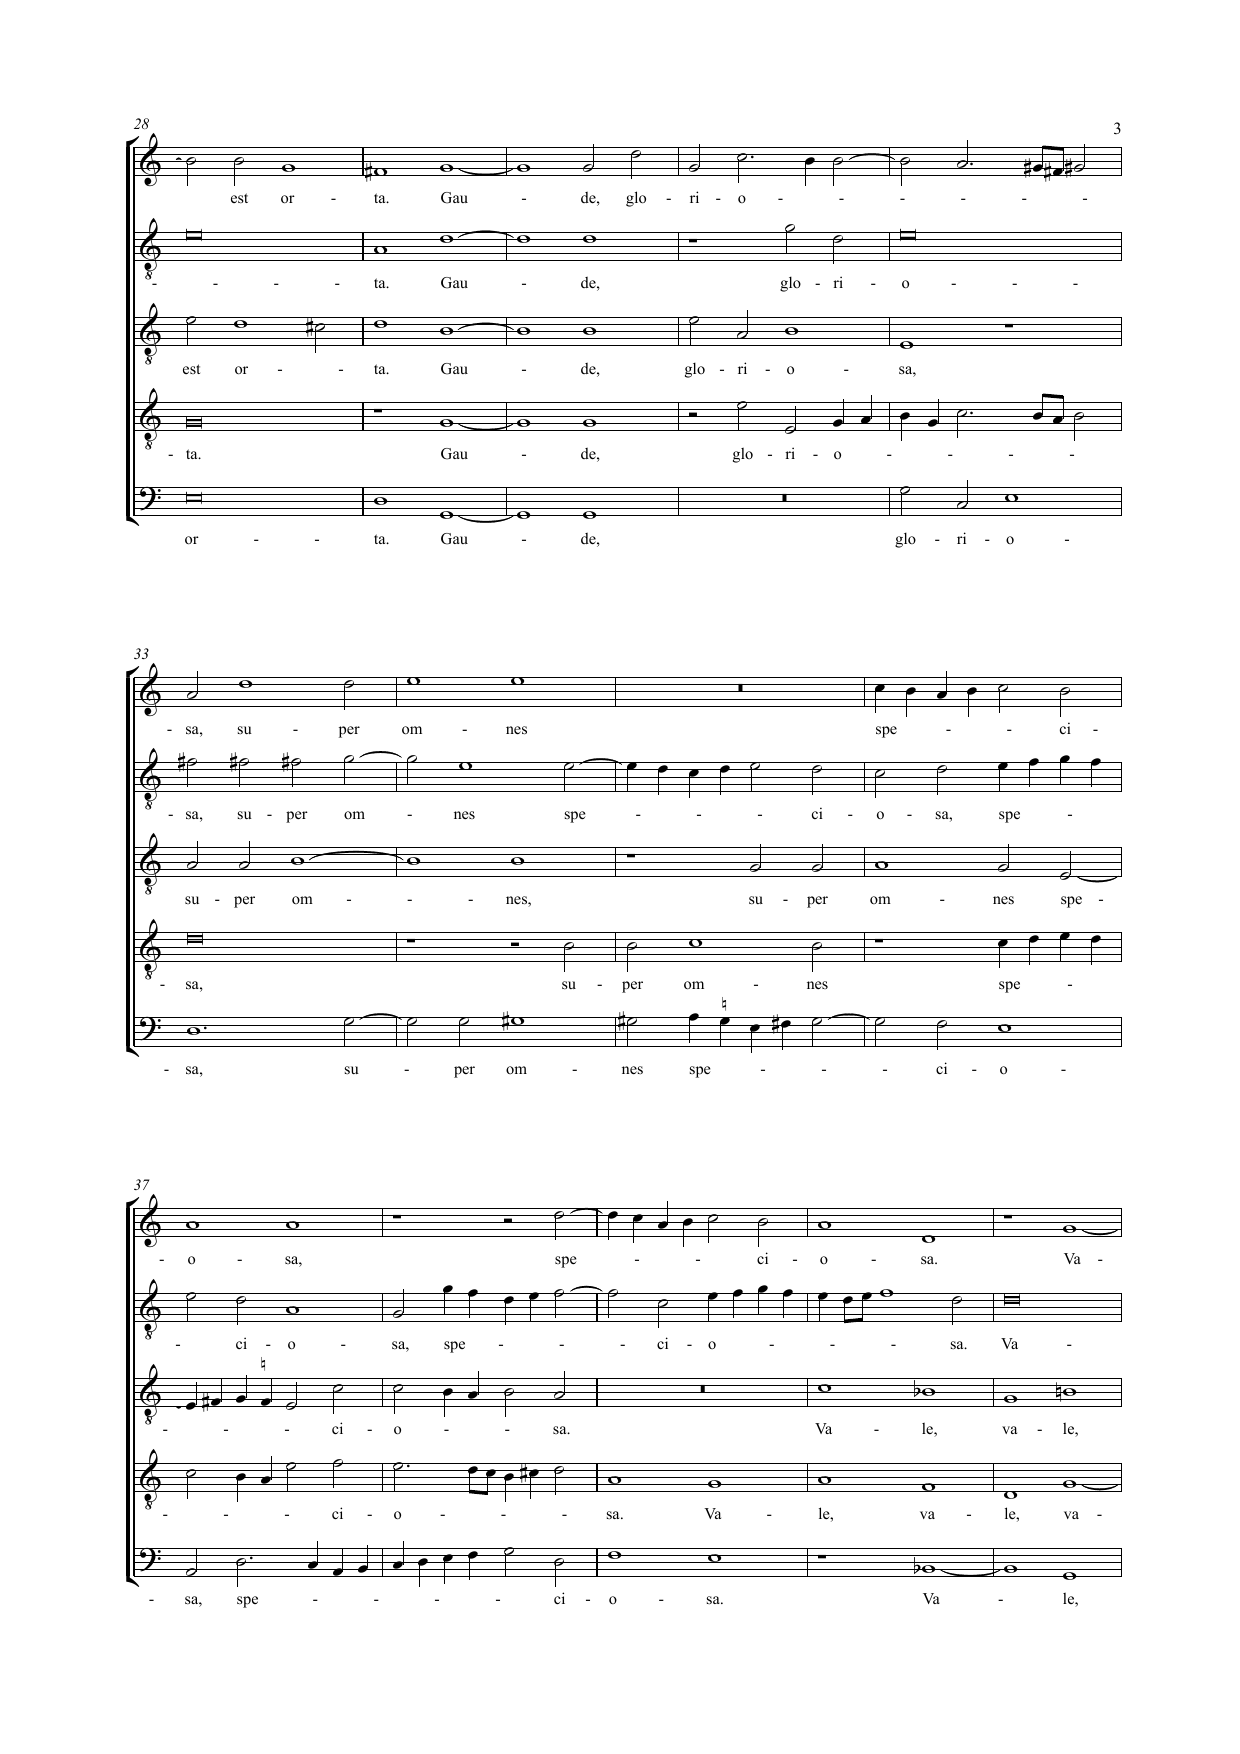 28
3
est or - ta. Gau - de, glo - ri - o - - - - - -
- - - - ta. Gau - de, glo - ri - o - - -
est or - - ta. Gau - de, glo - ri - o - sa,
- ta. Gau - de, glo - ri - o - - - -
or - - ta. Gau - de, glo - ri - o -
33
- sa, su - per om - nes spe - - ci -
- sa, su - per om - nes spe - - - ci - o - sa, spe -
su - per om - - - nes, su - per om - nes spe -
- sa, su - per om - nes spe -
- sa, su - per om - nes spe - - - ci - o -
37
- o - sa, spe - - ci - o - sa. Va -
- ci - o - sa, spe - - - ci - o - - - sa. Va -
- - - ci - o - - sa. Va - le, va - le,
- - - ci - o - - - sa. Va - le, va - le, va -
- sa, spe - - - - ci - o - sa. Va - le,